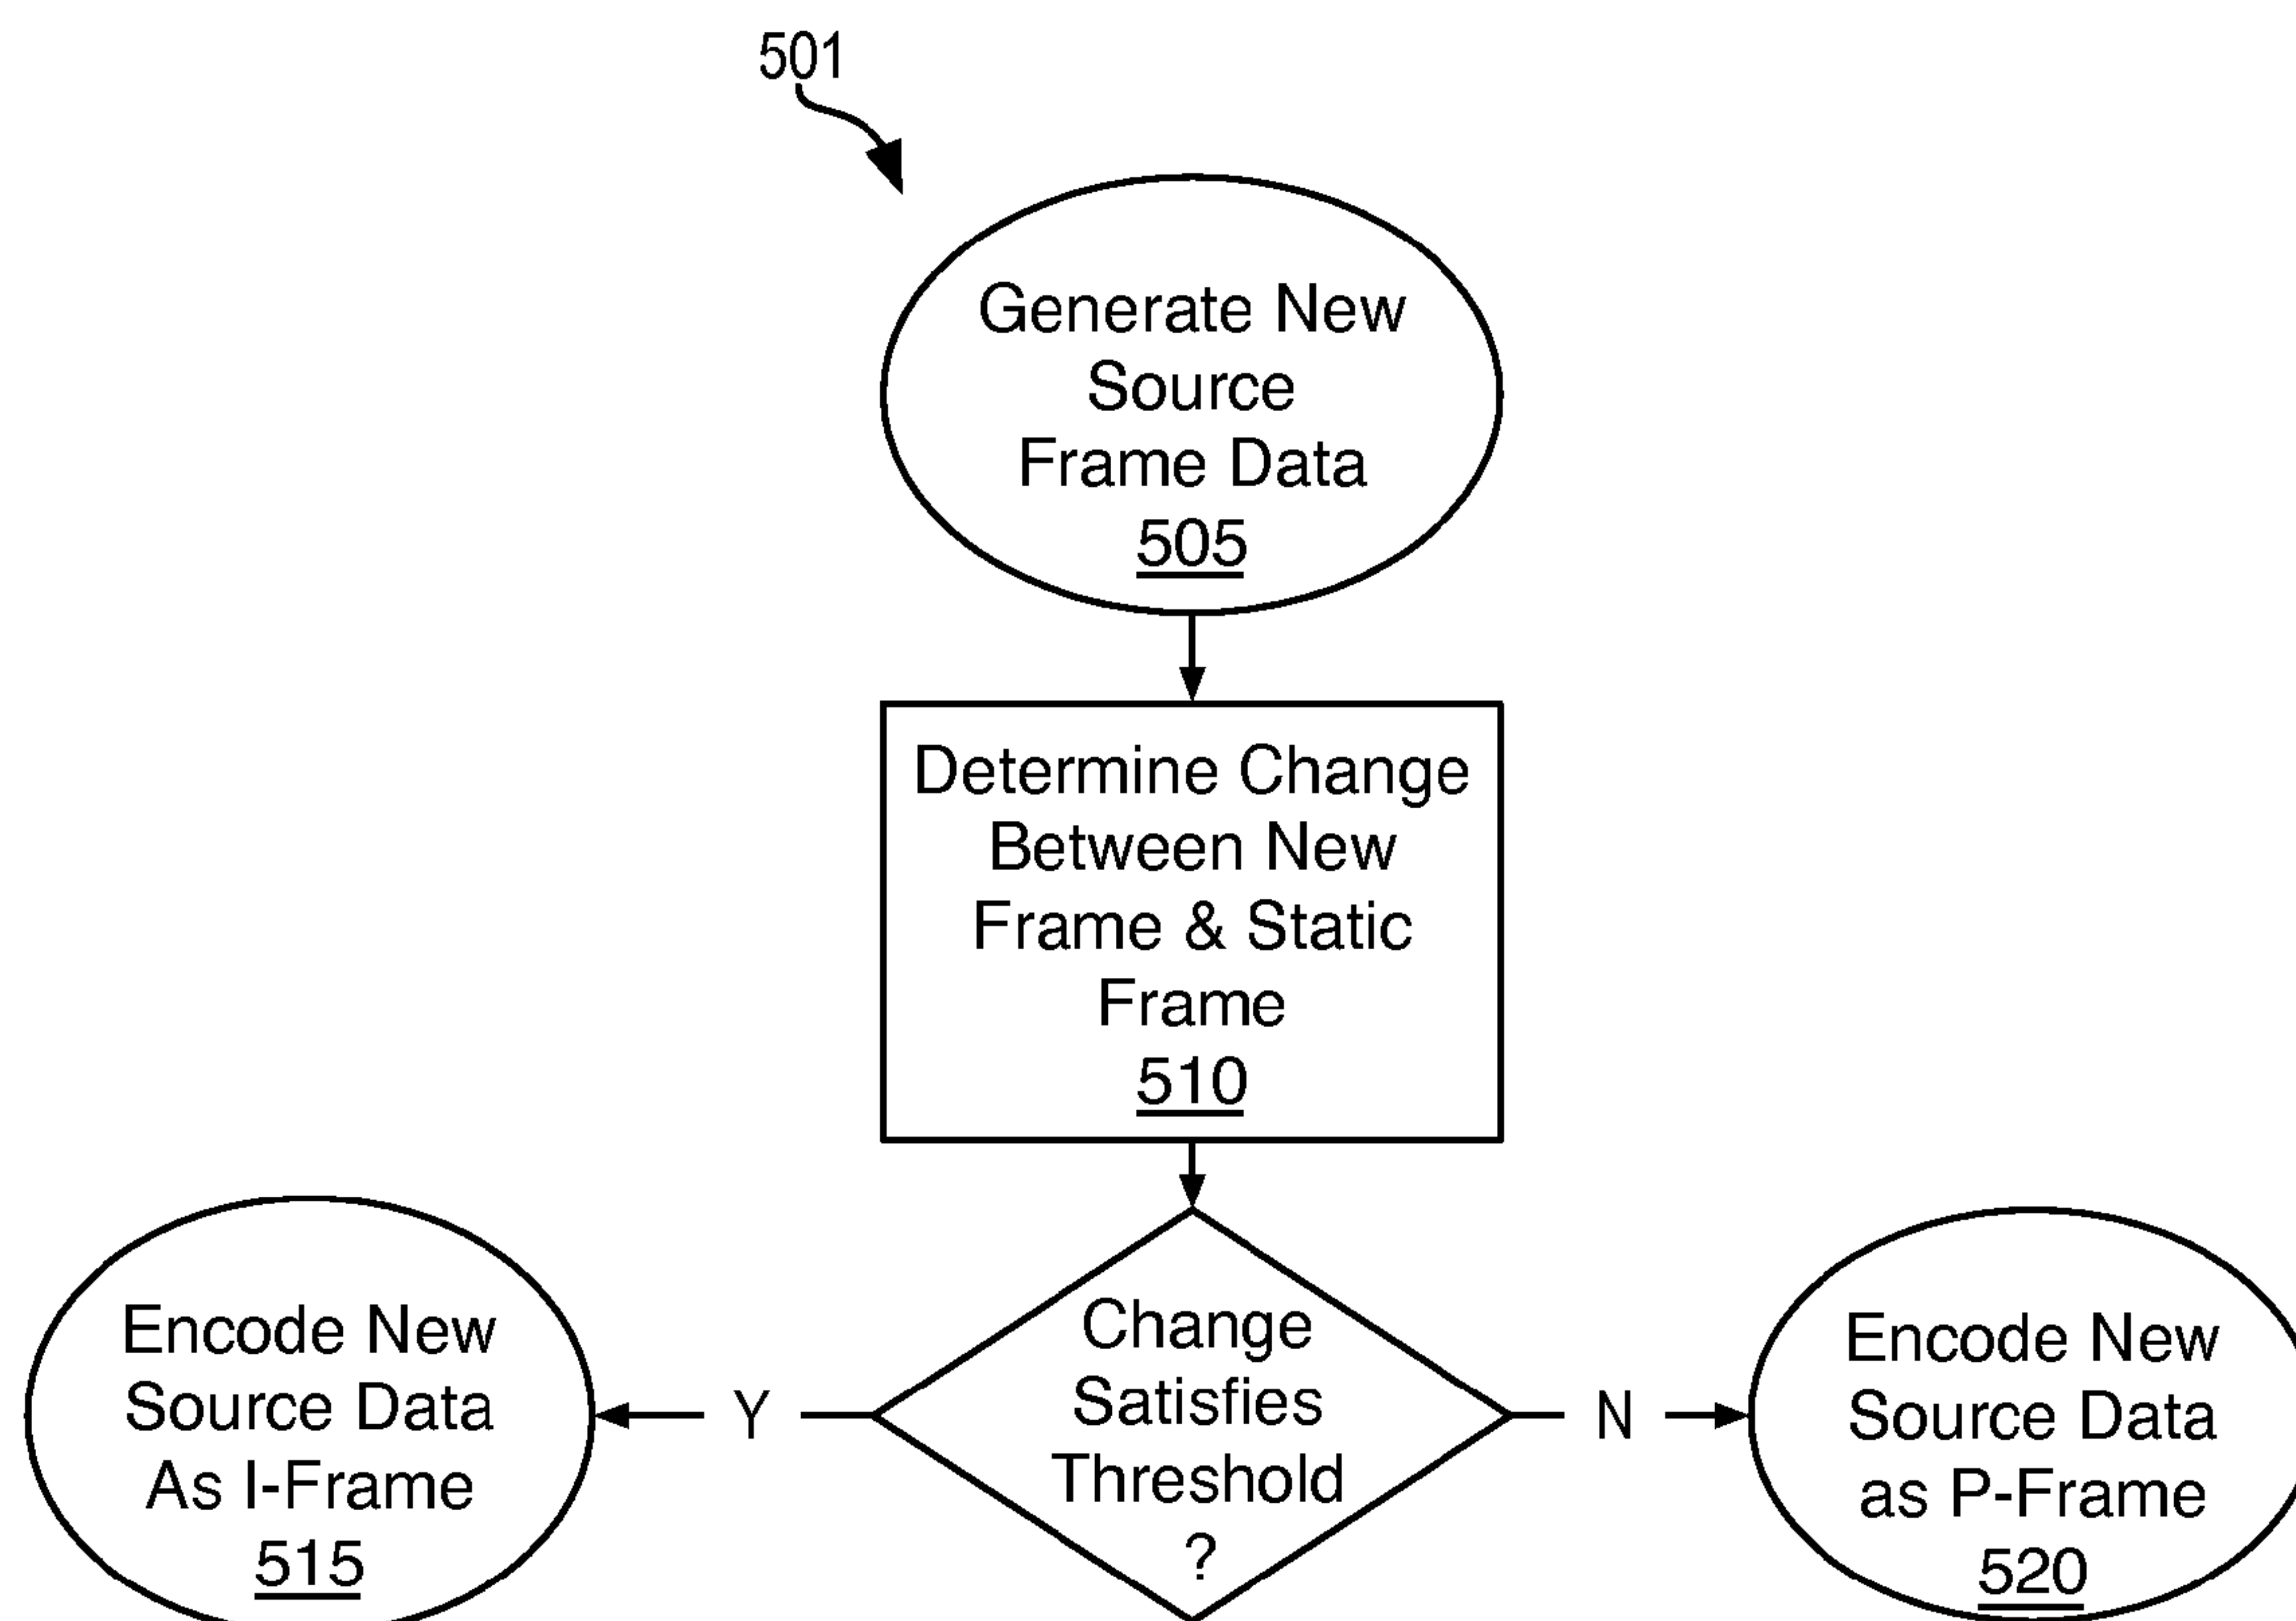 501
Generate New
Source
Frame Data
505
Determine Change
Between New
Frame & Static
Frame
510
Change
Satisfies
Threshold
?
Y
N
Encode New
Source Data
As I-Frame
515
Encode New
Source Data
as P-Frame
520